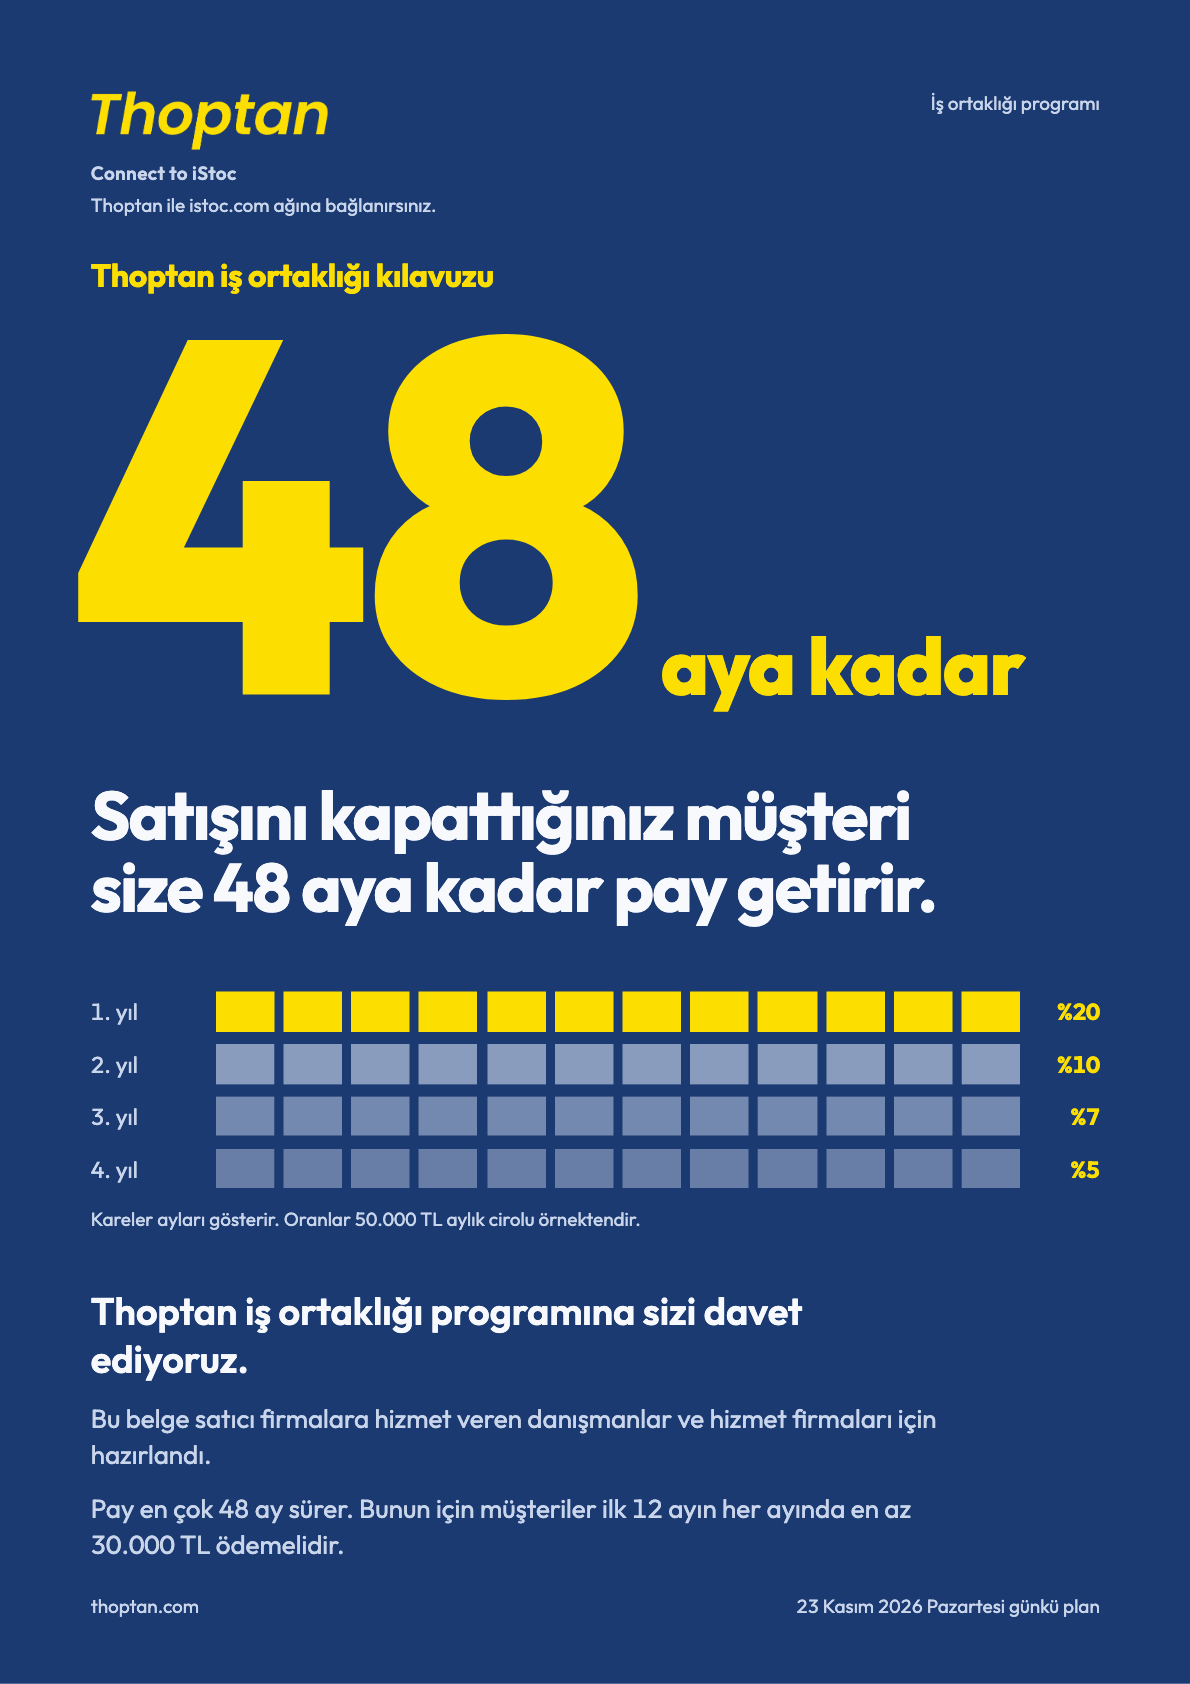 Thoptan
İş ortaklığı programı
Connect to iStoc
Thoptan ile istoc.com ağına bağlanırsınız.
Thoptan iş ortaklığı kılavuzu
48 aya kadar
Satışını kapattığınız müşteri
size 48 aya kadar pay getirir.
1. yıl %20
2. yıl %10
3. yıl %7
4. yıl %5
Kareler ayları gösterir. Oranlar 50.000 TL aylık cirolu örnektendir.
Thoptan iş ortaklığı programına sizi davet
ediyoruz.
Bu belge satıcı firmalara hizmet veren danışmanlar ve hizmet firmaları için
hazırlandı.
Pay en çok 48 ay sürer. Bunun için müşteriler ilk 12 ayın her ayında en az
30.000 TL ödemelidir.
thoptan.com
23 Kasım 2026 Pazartesi günkü plan